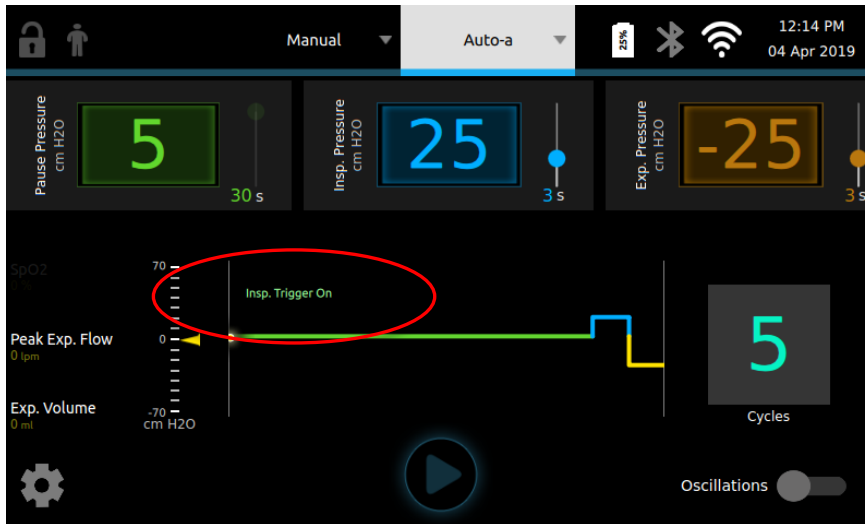 Manual
Auto-a
25%
12:14 PM
04 Apr 2019
Pause Pressure
cm H2O
5
30 s
Insp. Pressure
cm H2O
25
3 s
Exp. Pressure
cm H2O
-25
3 s
SpO2
0 %
70
Insp. Trigger On
Peak Exp. Flow
0 lpm
0
Exp. Volume
0 ml
-70
cm H2O
5
Cycles
Oscillations